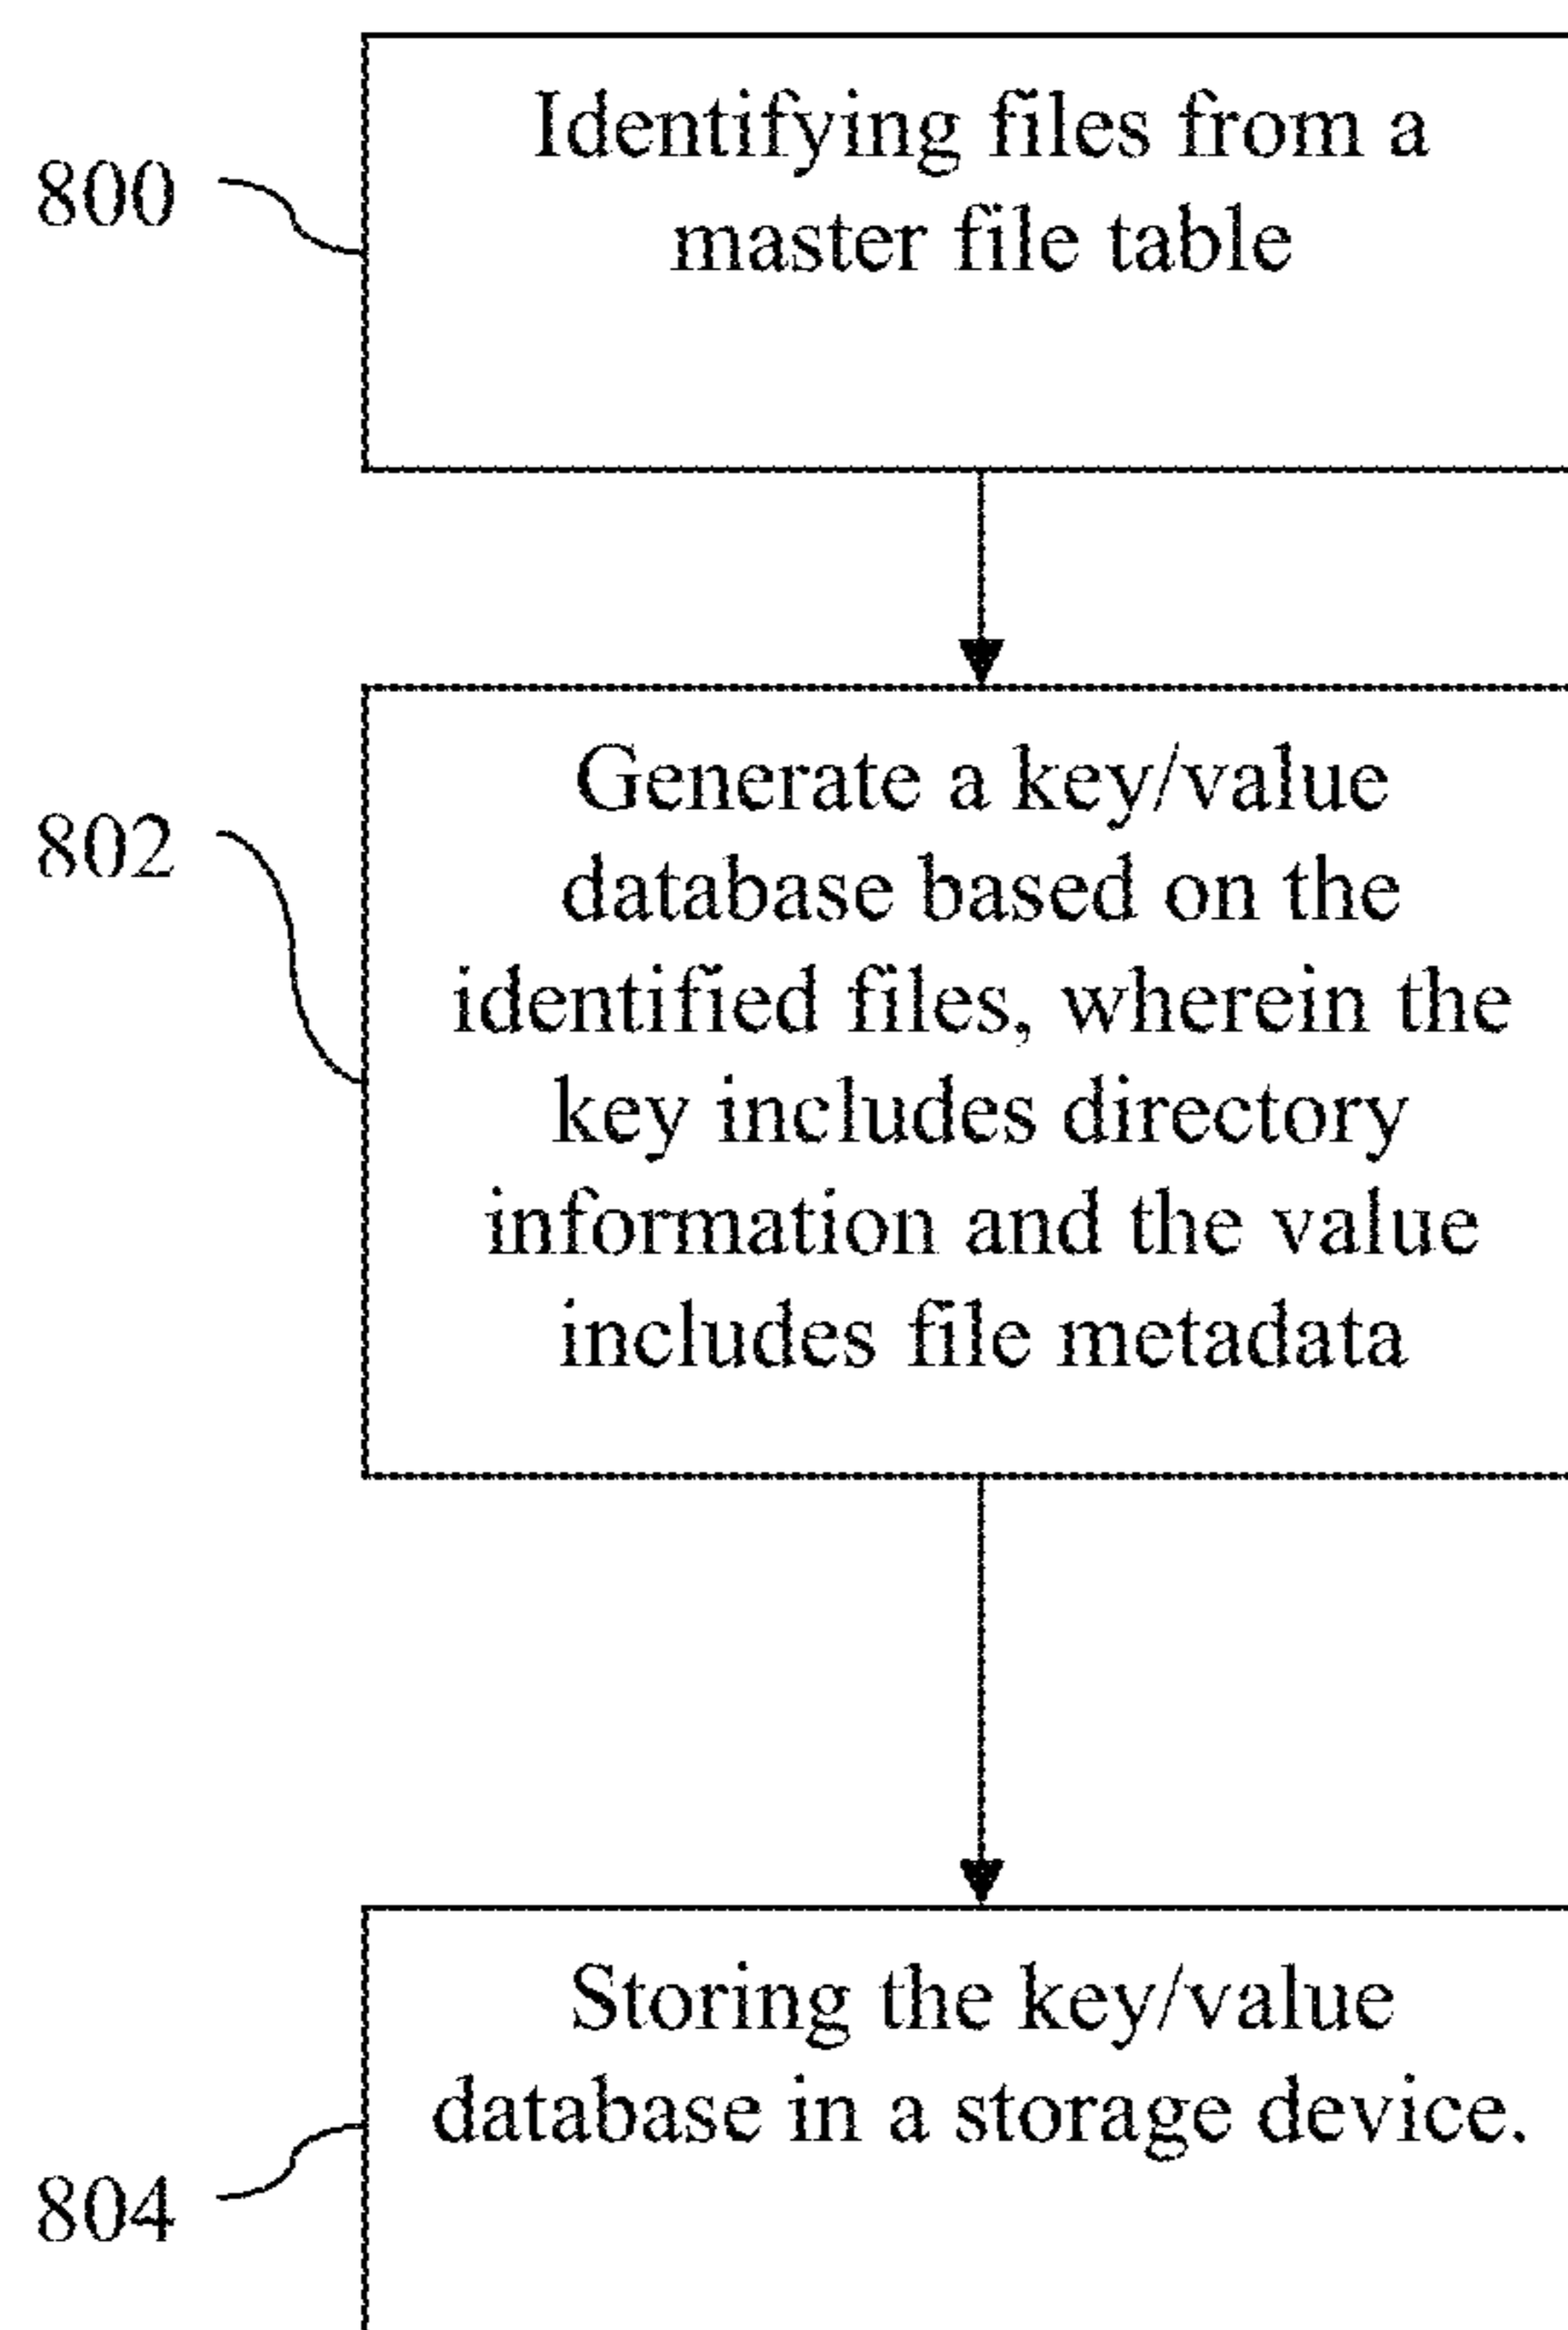 800
Identifying files from a
master file table
802
Generate a key/value
database based on the
identified files, wherein the
key includes directory
information and the value
includes file metadata
804
Storing the key/value
database in a storage device.